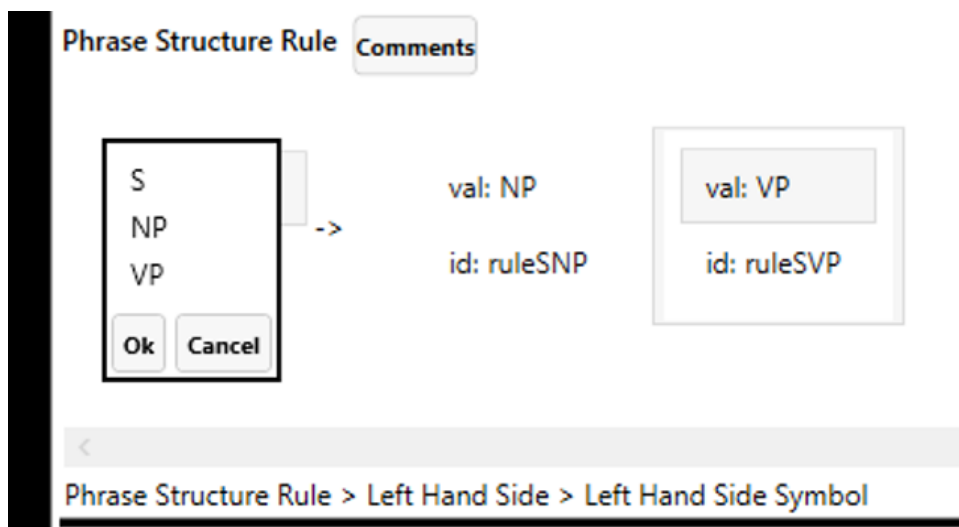 Phrase Structure Rule Comments
S
NP
VP
Ok Cancel
->
val: NP
id: ruleSNP
val: VP
id: ruleSVP
<
Phrase Structure Rule > Left Hand Side > Left Hand Side Symbol